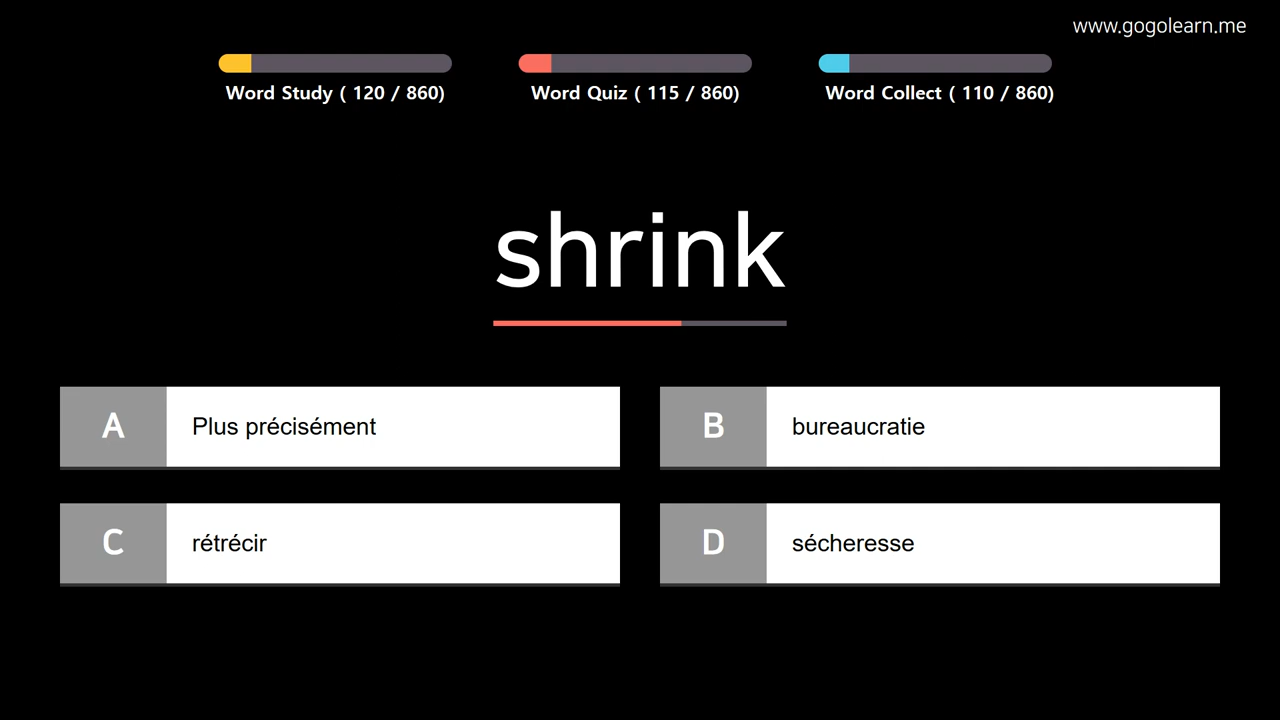 www.gogolearn.me
Word Study ( 120 / 860)
Word Quiz ( 115 / 860)
Word Collect ( 110 / 860)
shrink
A Plus précisément
B bureaucratie
C rétrécir
D sécheresse